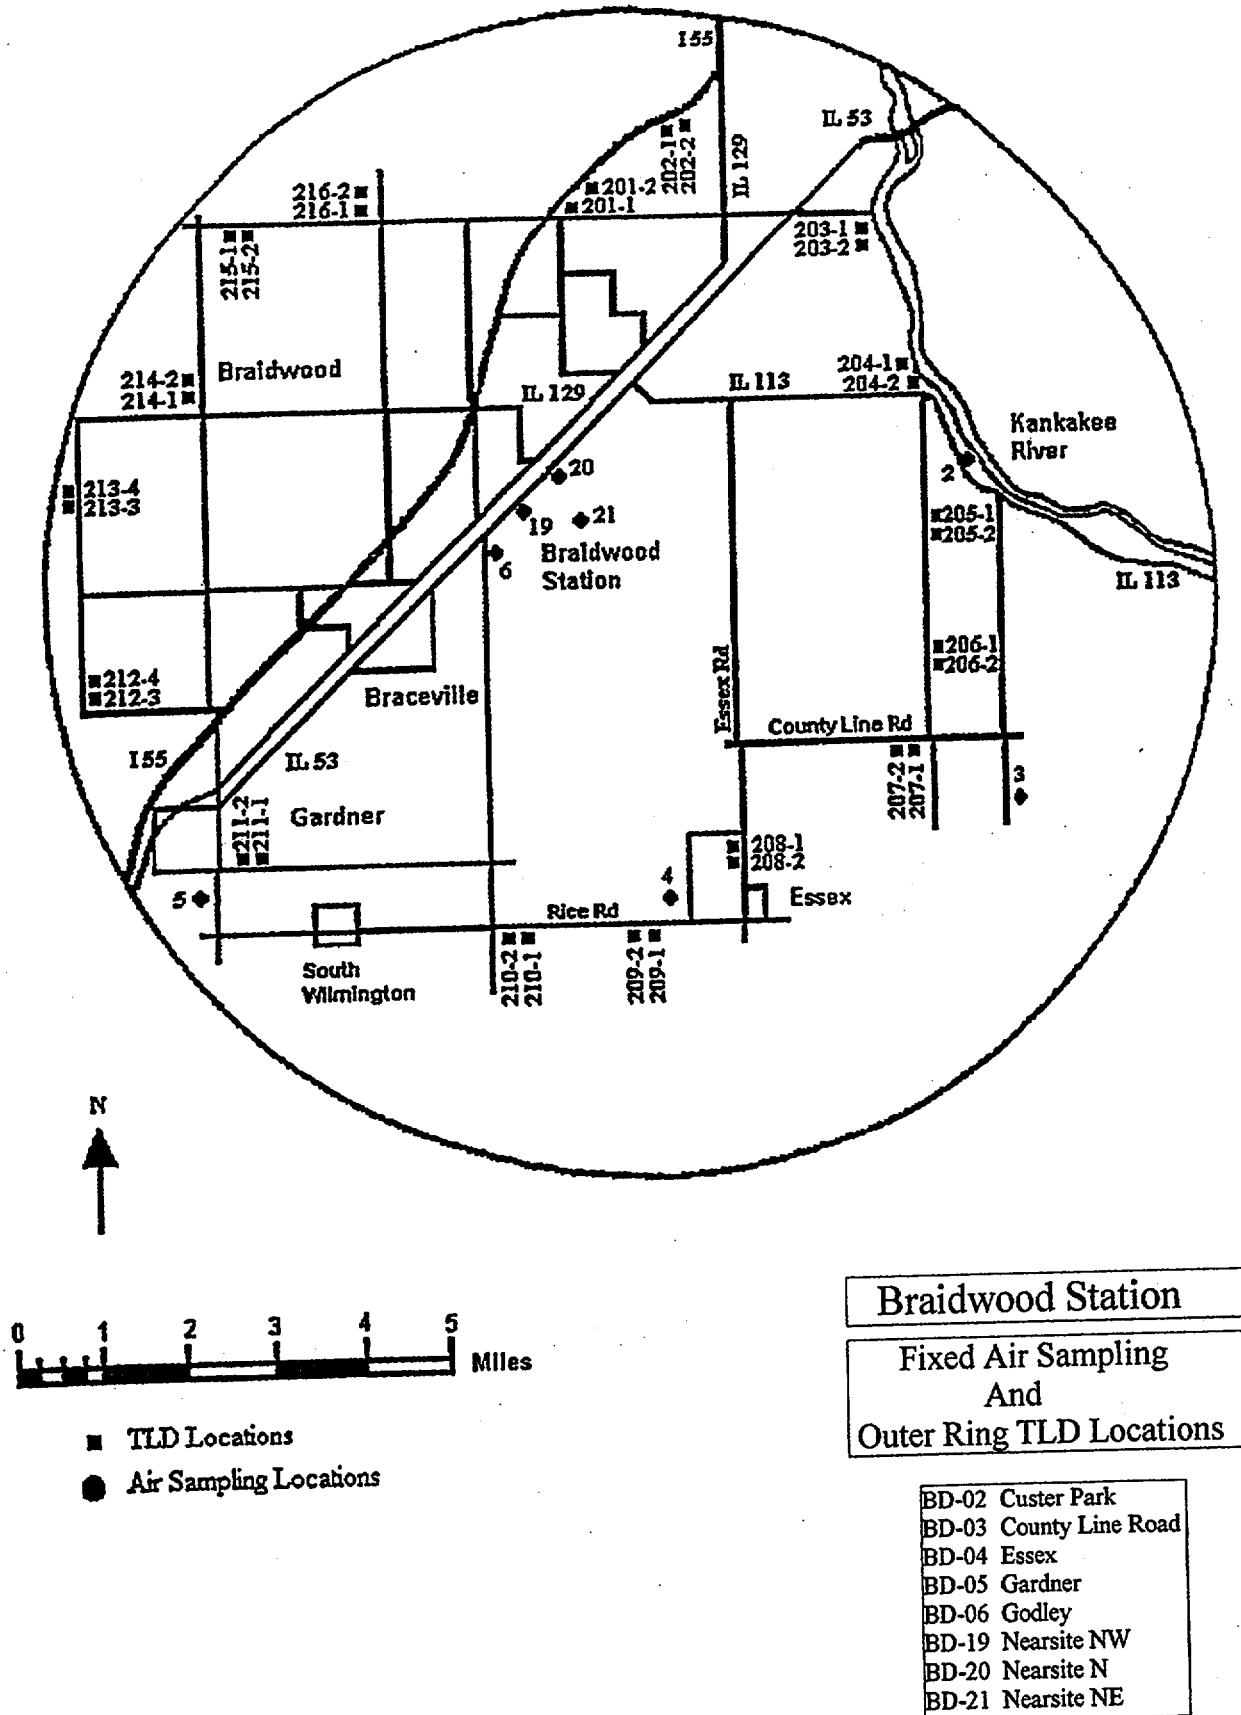 I55
IL 53
IL 129
202-1
202-2
216-2
216-1
201-2
201-1
203-1
203-2
215-1
215-2
214-2
214-1
Braidwood
IL 129
IL 113
204-1
204-2
Kankakee
River
2
213-4
213-3
20
19
21
6
Braidwood
Station
205-1
205-2
IL 113
206-1
206-2
212-4
212-3
Braceville
Essex Rd
County Line Rd
I55
IL 53
207-2
207-1
3
211-2
211-1
Gardner
208-1
208-2
5
4
Essex
Rice Rd
South
Wilmington
210-2
210-1
209-2
209-1
N
0 1 2 3 4 5
Miles
TLD Locations
Air Sampling Locations
Braidwood Station
Fixed Air Sampling
And
Outer Ring TLD Locations
BD-02 Custer Park
BD-03 County Line Road
BD-04 Essex
BD-05 Gardner
BD-06 Godley
BD-19 Nearsite NW
BD-20 Nearsite N
BD-21 Nearsite NE